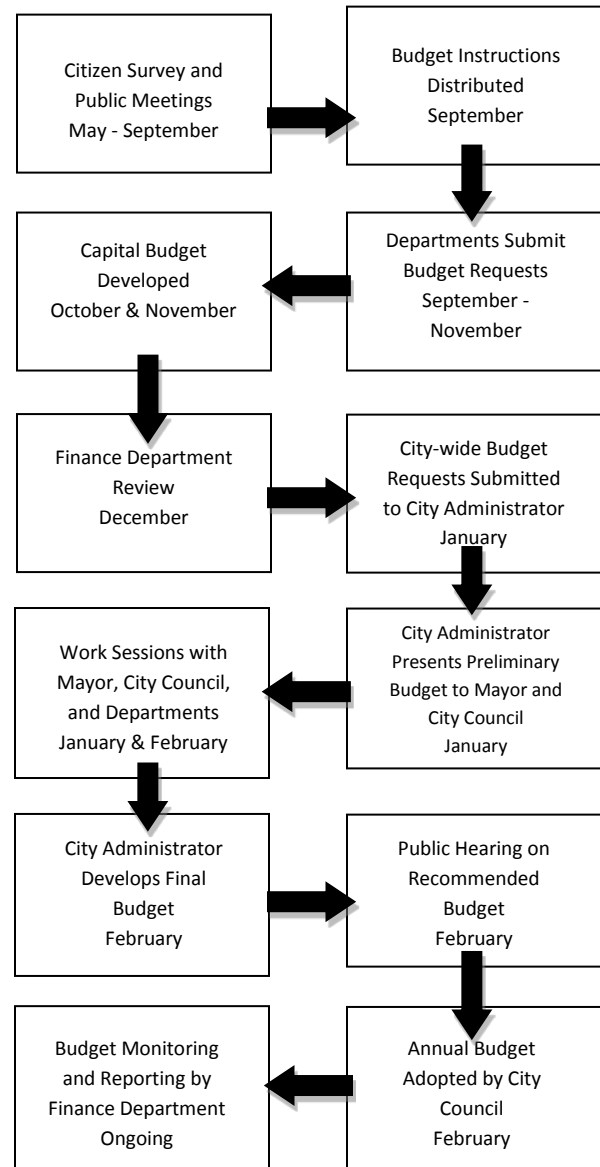 Citizen Survey and
Public Meetings
May - September
Budget Instructions
Distributed
September
Departments Submit
Budget Requests
September -
November
Capital Budget
Developed
October & November
Finance Department
Review
December
City-wide Budget
Requests Submitted
to City Administrator
January
City Administrator
Presents Preliminary
Budget to Mayor and
City Council
January
Work Sessions with
Mayor, City Council,
and Departments
January & February
City Administrator
Develops Final
Budget
February
Public Hearing on
Recommended
Budget
February
Annual Budget
Adopted by City
Council
February
Budget Monitoring
and Reporting by
Finance Department
Ongoing